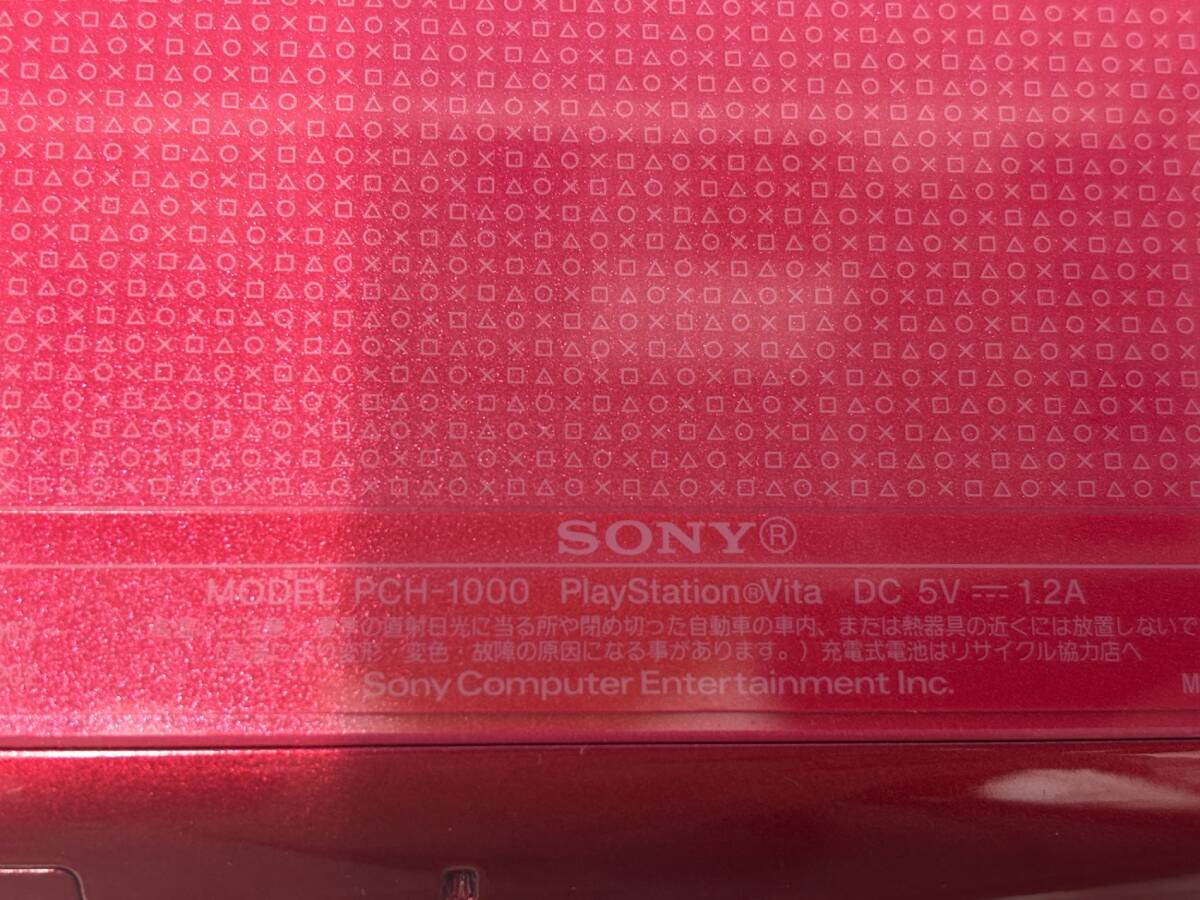 SONY®
MODEL PCH-1000 PlayStation®Vita DC 5V ⎓ 1.2A
の直射日光に当る所や閉め切った自動車の車内、または熱器具の近くには放置しないで
変形・変色・故障の原因になる事があります。）充電式電池はリサイクル協力店へ
Sony Computer Entertainment Inc.
M